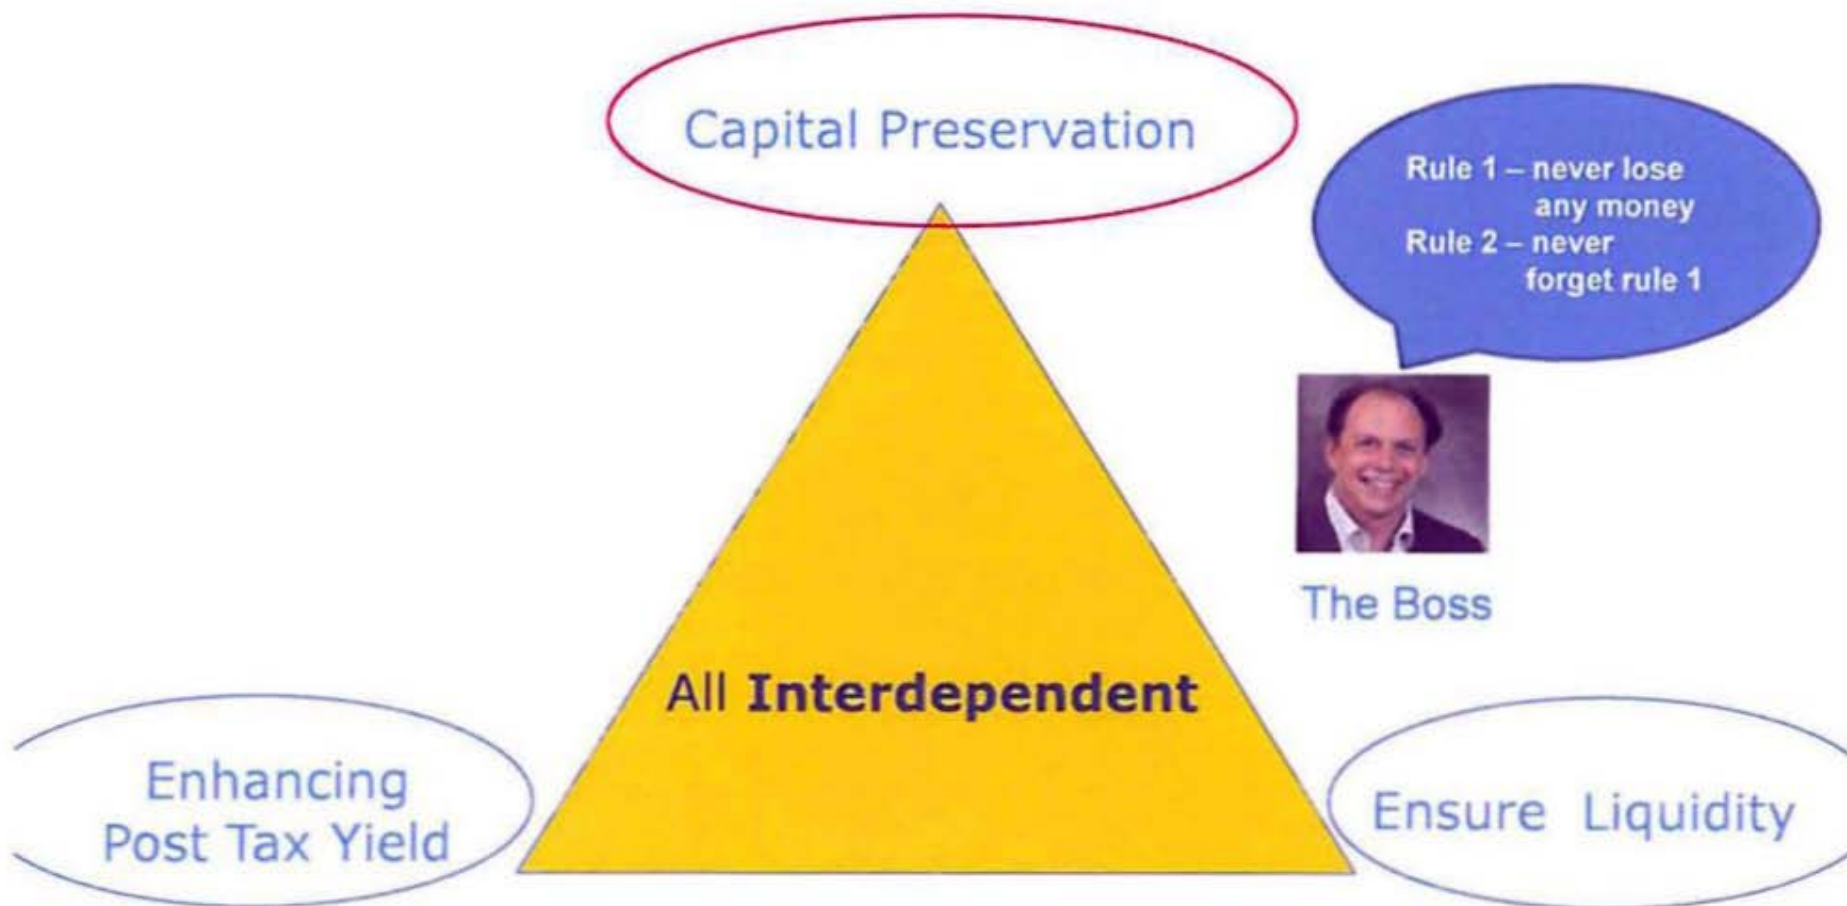 Capital Preservation
Rule 1 – never lose
any money
Rule 2 – never
forget rule 1
The Boss
All Interdependent
Enhancing
Post Tax Yield
Ensure Liquidity